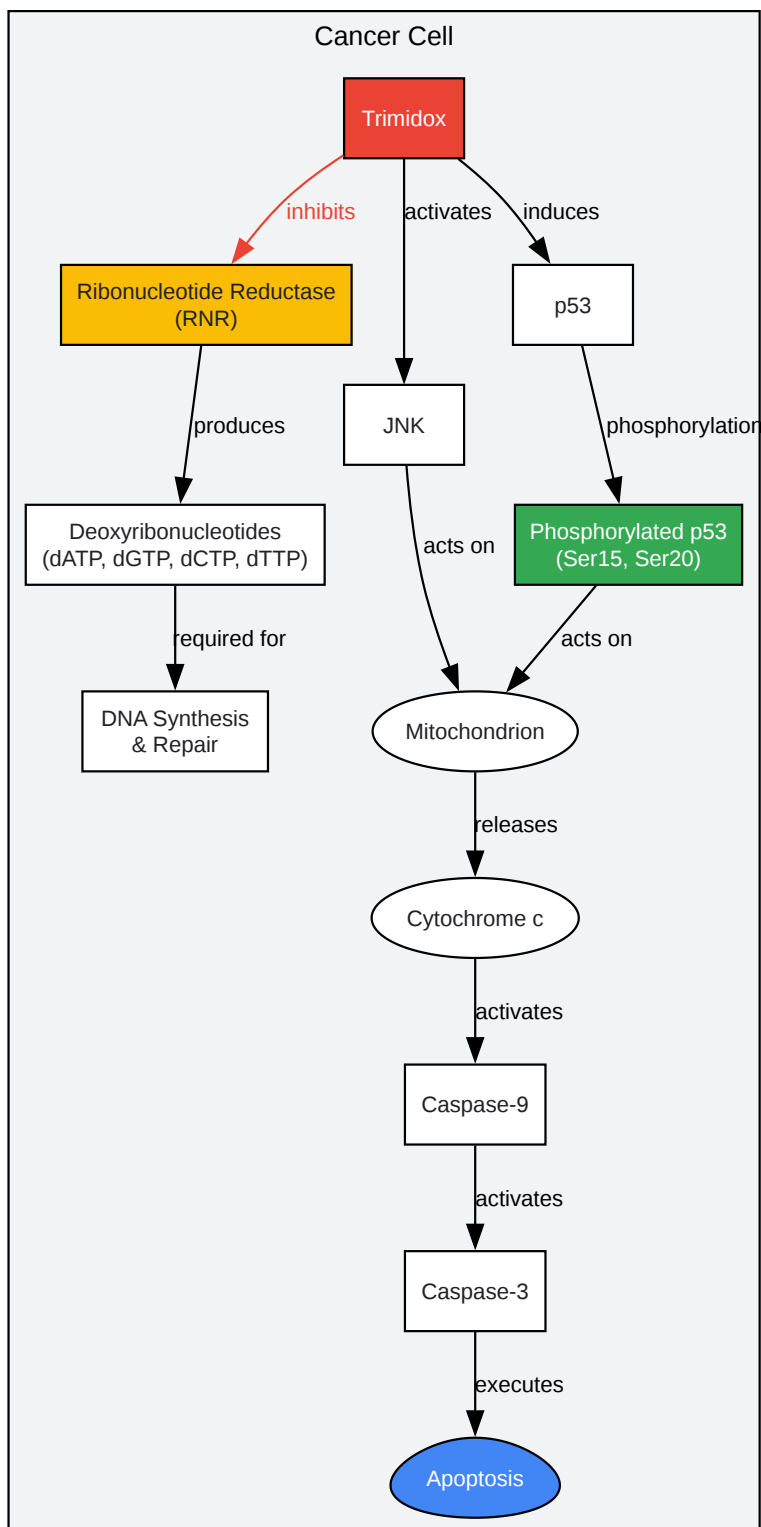 Cancer Cell
Trimidox
inhibits
activates
induces
Ribonucleotide Reductase
(RNR)
p53
JNK
produces
phosphorylation
Deoxyribonucleotides
(dATP, dGTP, dCTP, dTTP)
acts on
Phosphorylated p53
(Ser15, Ser20)
required for
acts on
DNA Synthesis
& Repair
Mitochondrion
releases
Cytochrome c
activates
Caspase-9
activates
Caspase-3
executes
Apoptosis